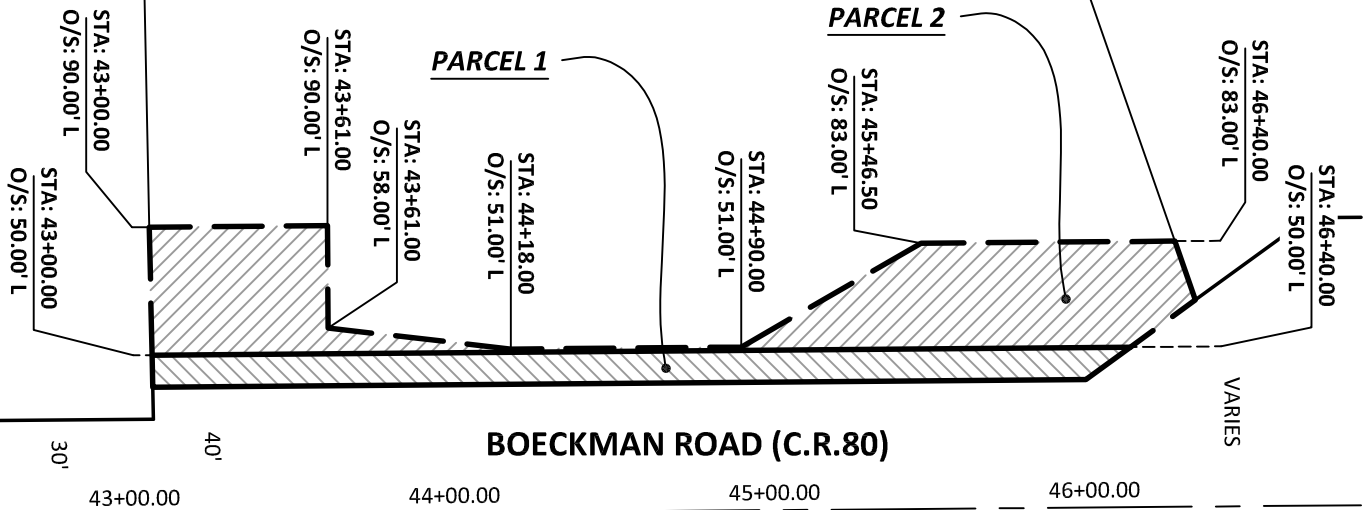 PARCEL 2
PARCEL 1
STA: 43+00.00
O/S: 90.00' L
STA: 43+00.00
O/S: 50.00' L
STA: 43+61.00
O/S: 90.00' L
STA: 43+61.00
O/S: 58.00' L
STA: 44+18.00
O/S: 51.00' L
STA: 44+90.00
O/S: 51.00' L
STA: 45+46.50
O/S: 83.00' L
STA: 46+40.00
O/S: 83.00' L
STA: 46+40.00
O/S: 50.00' L
VARIES
30'
40'
BOECKMAN ROAD (C.R.80)
43+00.00
44+00.00
45+00.00
46+00.00